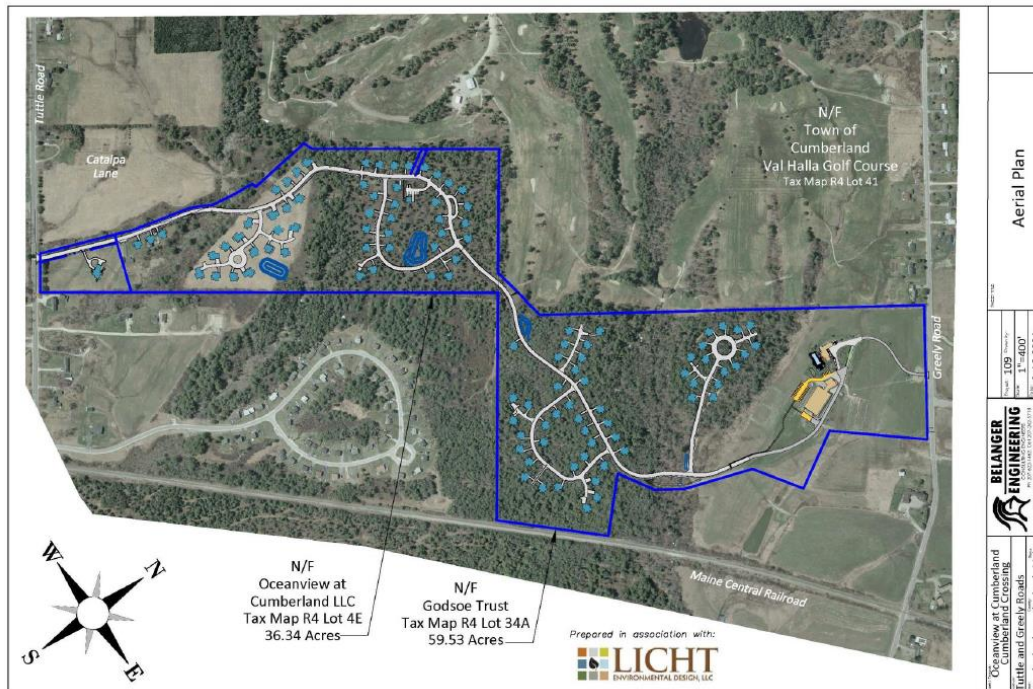 Tuttle Road
Catalpa
Lane
N/F
Town of
Cumberland
Val Halla Golf Course
Tax Map R4 Lot 41
Greely Road
N/F
Oceanview at
Cumberland LLC
Tax Map R4 Lot 4E
36.34 Acres
N/F
Godsoe Trust
Tax Map R4 Lot 34A
59.53 Acres
Maine Central Railroad
W
N
S
E
Prepared in association with:
LICHT
ENVIRONMENTAL DESIGN, LLC
Aerial Plan
109
1"=400'
BELANGER
ENGINEERING
Oceanview at Cumberland
Cumberland Crossing
Tuttle and Greely Roads